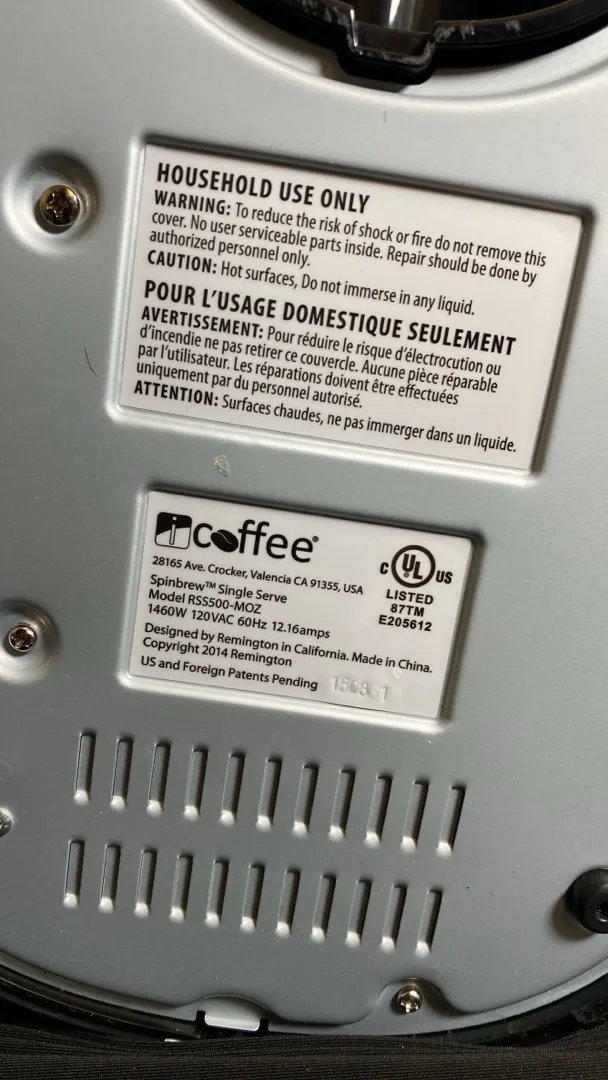 HOUSEHOLD USE ONLY
WARNING: To reduce the risk of shock or fire do not remove this
cover. No user serviceable parts inside. Repair should be done by
authorized personnel only.
CAUTION: Hot surfaces, Do not immerse in any liquid.
POUR L'USAGE DOMESTIQUE SEULEMENT
AVERTISSEMENT: Pour réduire le risque d'électrocution ou
d'incendie ne pas retirer ce couvercle. Aucune pièce réparable
par l'utilisateur. Les réparations doivent être effectuées
uniquement par du personnel autorisé.
ATTENTION: Surfaces chaudes, ne pas immerger dans un liquide.
i coffee®
28165 Ave. Crocker, Valencia CA 91355, USA
Spinbrew™ Single Serve
Model RSS500-MOZ
1460W 120VAC 60Hz 12.16amps
Designed by Remington in California. Made in China.
Copyright 2014 Remington
US and Foreign Patents Pending
C UL US
LISTED
87TM
E205612